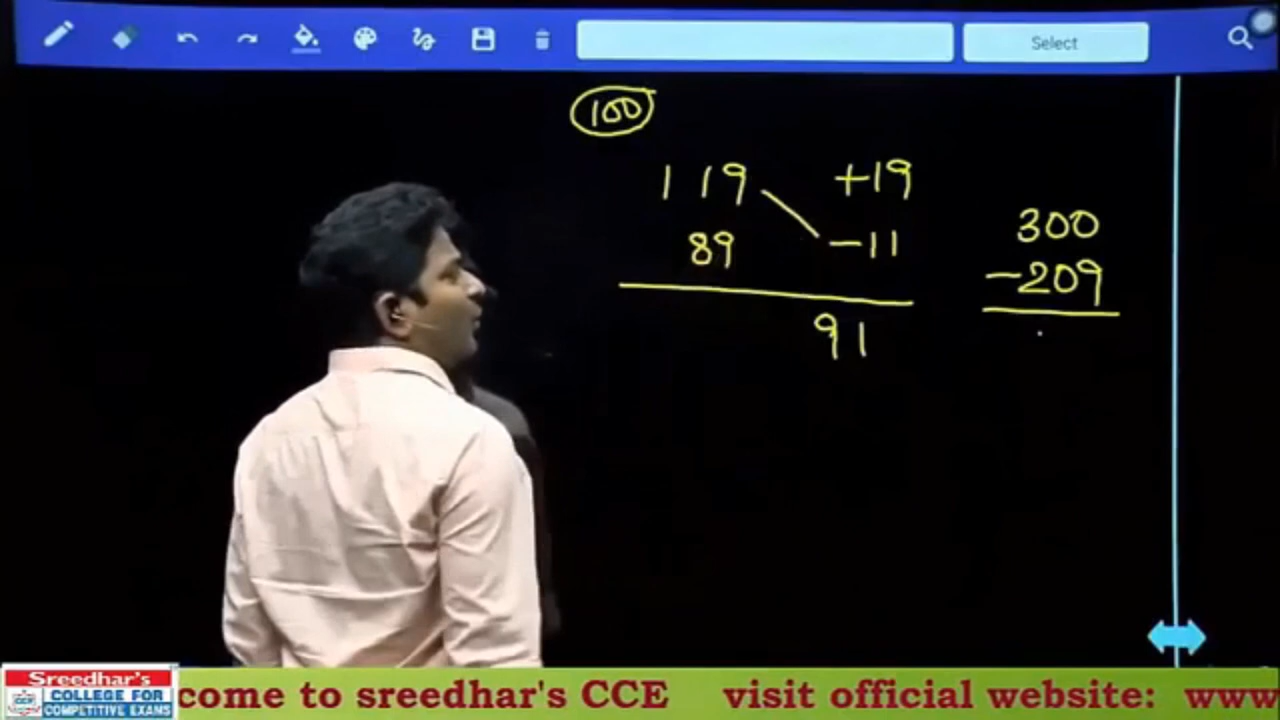 Select
100
119 +19
89 -11
91
300
-209
Sreedhar's
COLLEGE FOR
COMPETITIVE EXAMS
CCE
come to sreedhar's CCE visit official website: www